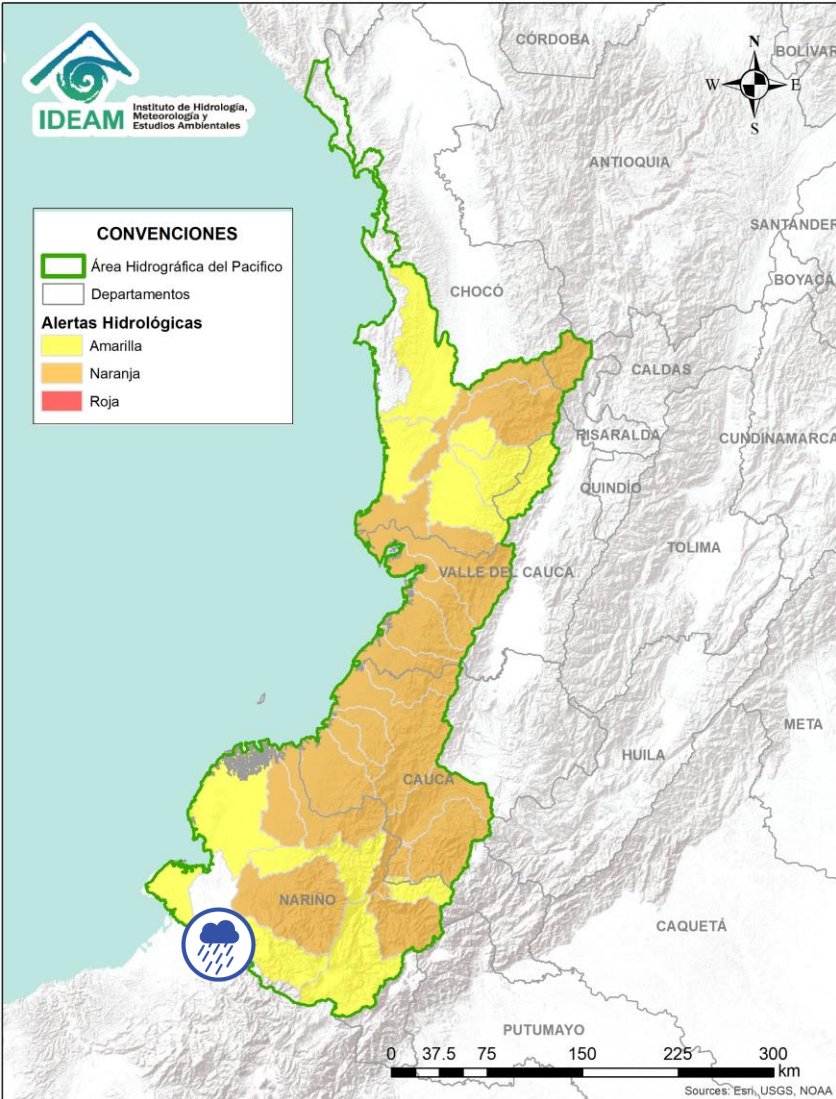 IDEAM
Instituto de Hidrología,
Meteorología y
Estudios Ambientales
CÓRDOBA
BOLÍVAR
N
W
E
S
ANTIOQUIA
SANTANDER
BOYACÁ
CONVENCIONES
Área Hidrográfica del Pacifico
Departamentos
Alertas Hidrológicas
Amarilla
Naranja
Roja
CHOCÓ
CALDAS
RISARALDA
CUNDINAMARCA
QUINDÍO
TOLIMA
VALLE DEL CAUCA
META
HUILA
CAUCA
NARIÑO
CAQUETÁ
PUTUMAYO
0 37.5 75 150 225 300
km
Sources: Esri, USGS, NOAA